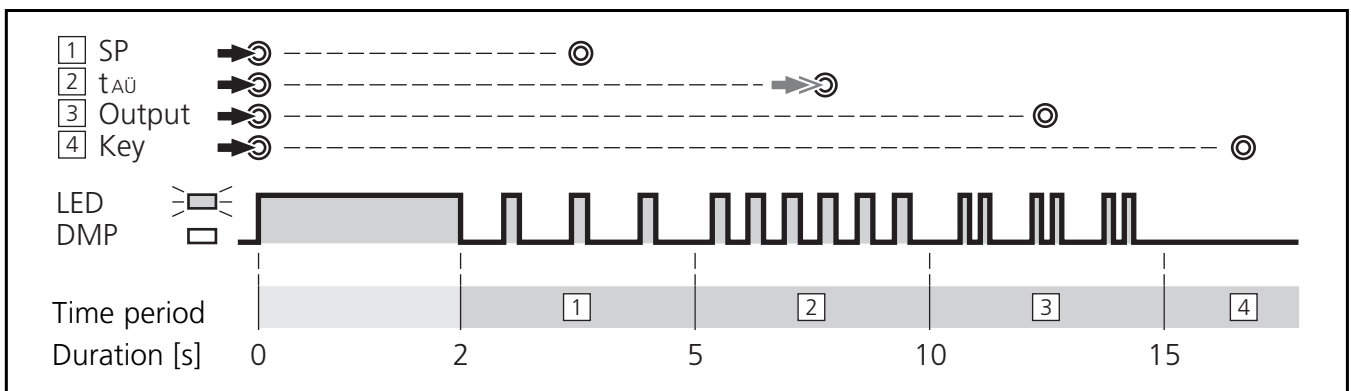 1 SP
2 tAÜ
3 Output
4 Key
LED
DMP
Time period 1 2 3 4
Duration [s] 0 2 5 10 15